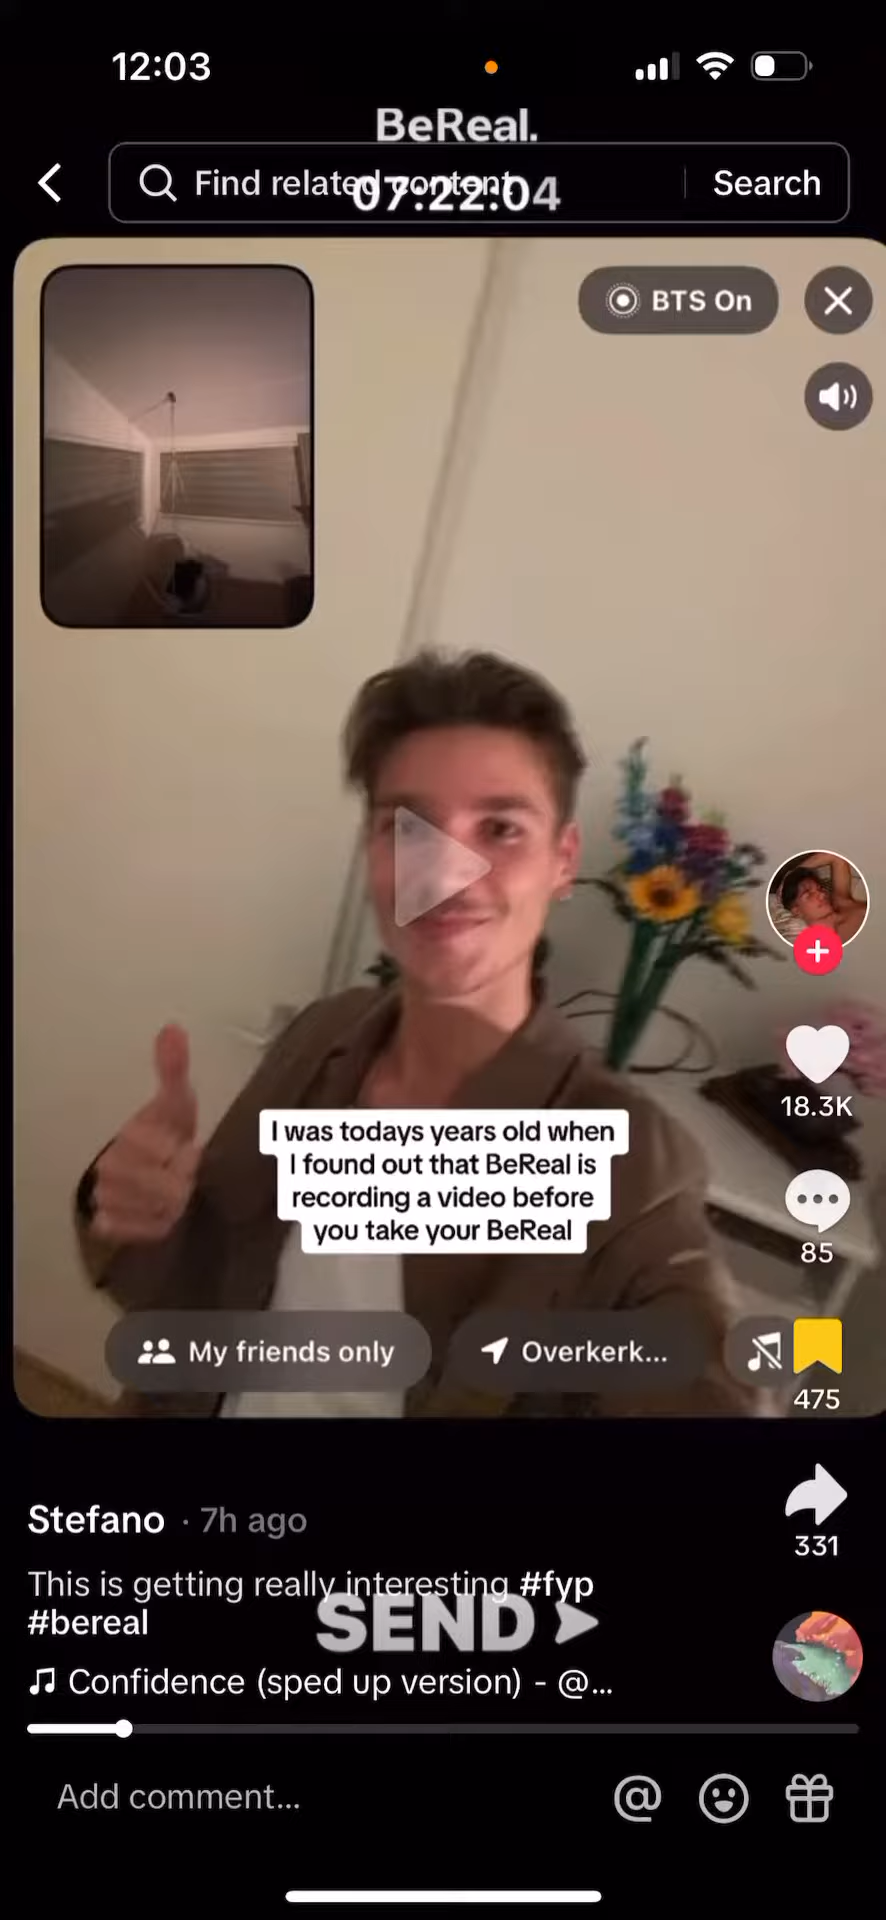 12:03
BeReal.
Find related content
Search
07:22:04
BTS On
I was todays years old when
I found out that BeReal is
recording a video before
you take your BeReal
18.3K
85
My friends only
Overkerk...
475
331
Stefano · 7h ago
This is getting really interesting #fyp
#bereal
SEND
Confidence (sped up version) - @...
Add comment...